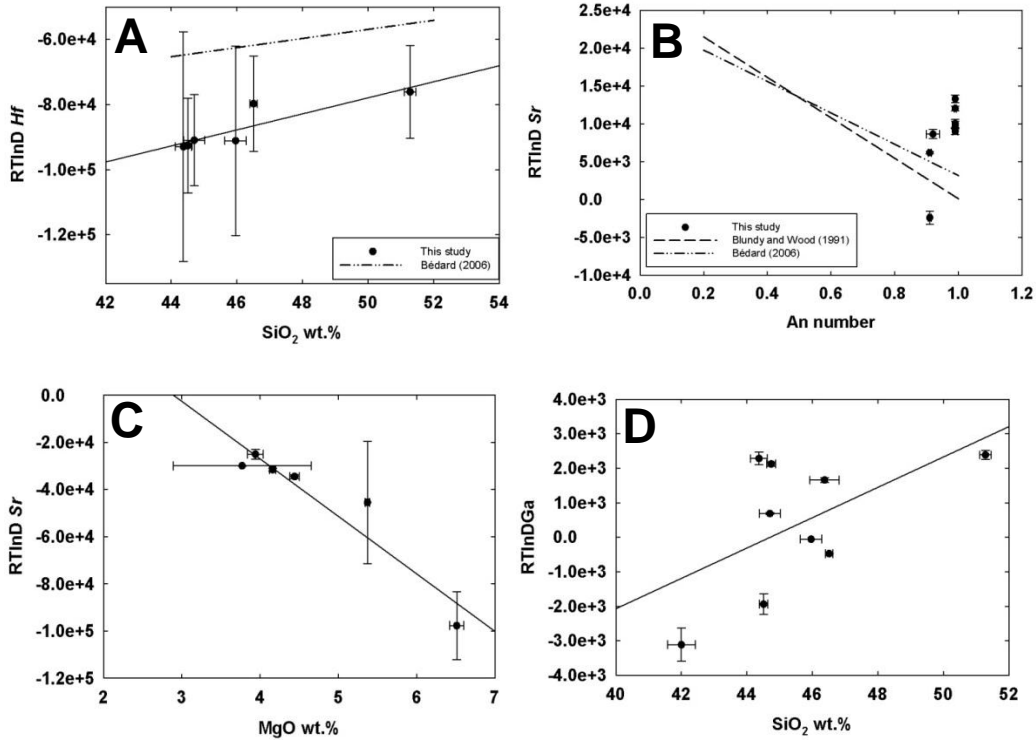 A
-6.0e+4
-8.0e+4
-1.0e+5
-1.2e+5
RTlnD Hf
42 44 46 48 50 52 54
SiO2 wt.%
This study
Bédard (2006)
B
2.5e+4
2.0e+4
1.5e+4
1.0e+4
5.0e+3
0.0
-5.0e+3
-1.0e+4
RTlnD Sr
0.0 0.2 0.4 0.6 0.8 1.0 1.2
An number
This study
Blundy and Wood (1991)
Bédard (2006)
C
0.0
-2.0e+4
-4.0e+4
-6.0e+4
-8.0e+4
-1.0e+5
-1.2e+5
RTlnD Sr
2 3 4 5 6 7
MgO wt.%
D
4.0e+3
3.0e+3
2.0e+3
1.0e+3
0.0
-1.0e+3
-2.0e+3
-3.0e+3
-4.0e+3
RTlnDGa
40 42 44 46 48 50 52
SiO2 wt.%